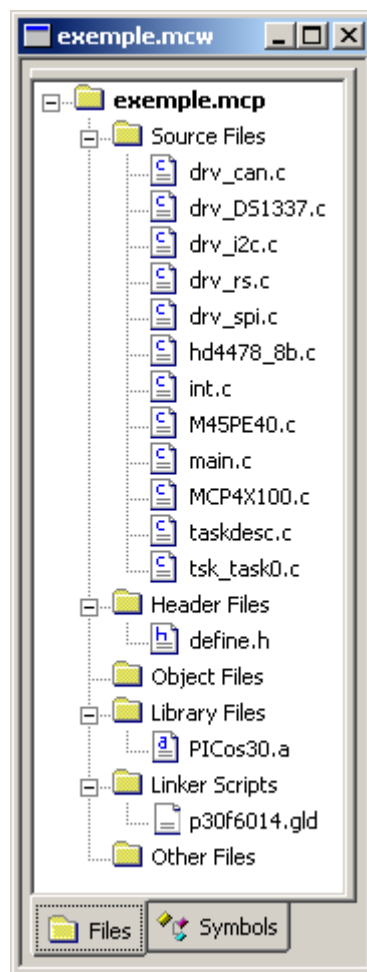 exemple.mcw
exemple.mcp
Source Files
drv_can.c
drv_DS1337.c
drv_i2c.c
drv_rs.c
drv_spi.c
hd4478_8b.c
int.c
M45PE40.c
main.c
MCP4X100.c
taskdesc.c
tsk_task0.c
Header Files
define.h
Object Files
Library Files
PICos30.a
Linker Scripts
p30f6014.gld
Other Files
Files Symbols